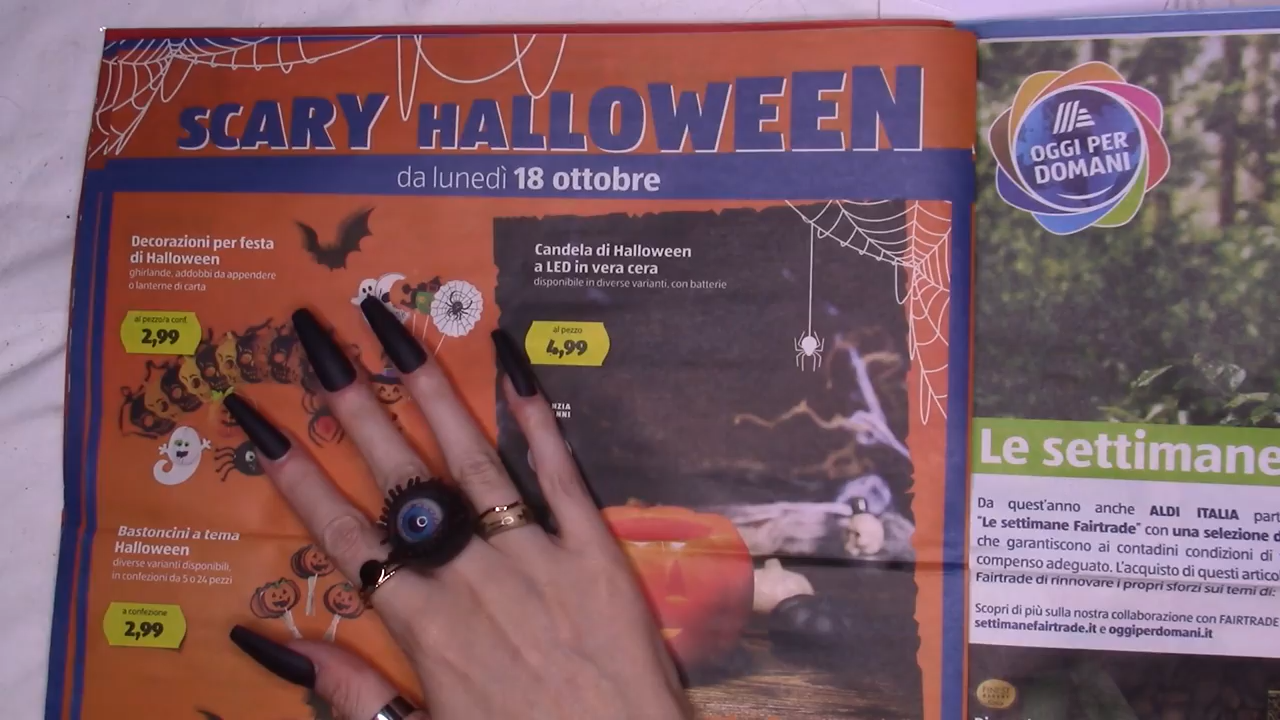 SCARY HALLOWEEN
da lunedì 18 ottobre
Decorazioni per festa
di Halloween
ghirlande, addobbi da appendere
o lanterne di carta
al pezzo/a conf.
2,99
Candela di Halloween
a LED in vera cera
disponibile in diverse varianti, con batterie
al pezzo
4,99
Bastoncini a tema
Halloween
diverse varianti disponibili,
in confezioni da 5 o 24 pezzi
a confezione
2,99
OGGI PER
DOMANI
Le settimane
Da quest'anno anche ALDI ITALIA
"Le settimane Fairtrade" con una selezione
che garantiscono ai contadini condizioni di
compenso adeguato. L'acquisto di questi
Fairtrade di rinnovare i propri sforzi sui temi di:
Scopri di più sulla nostra collaborazione con FAIRTRADE
settimanefairtrade.it e oggiperdomani.it